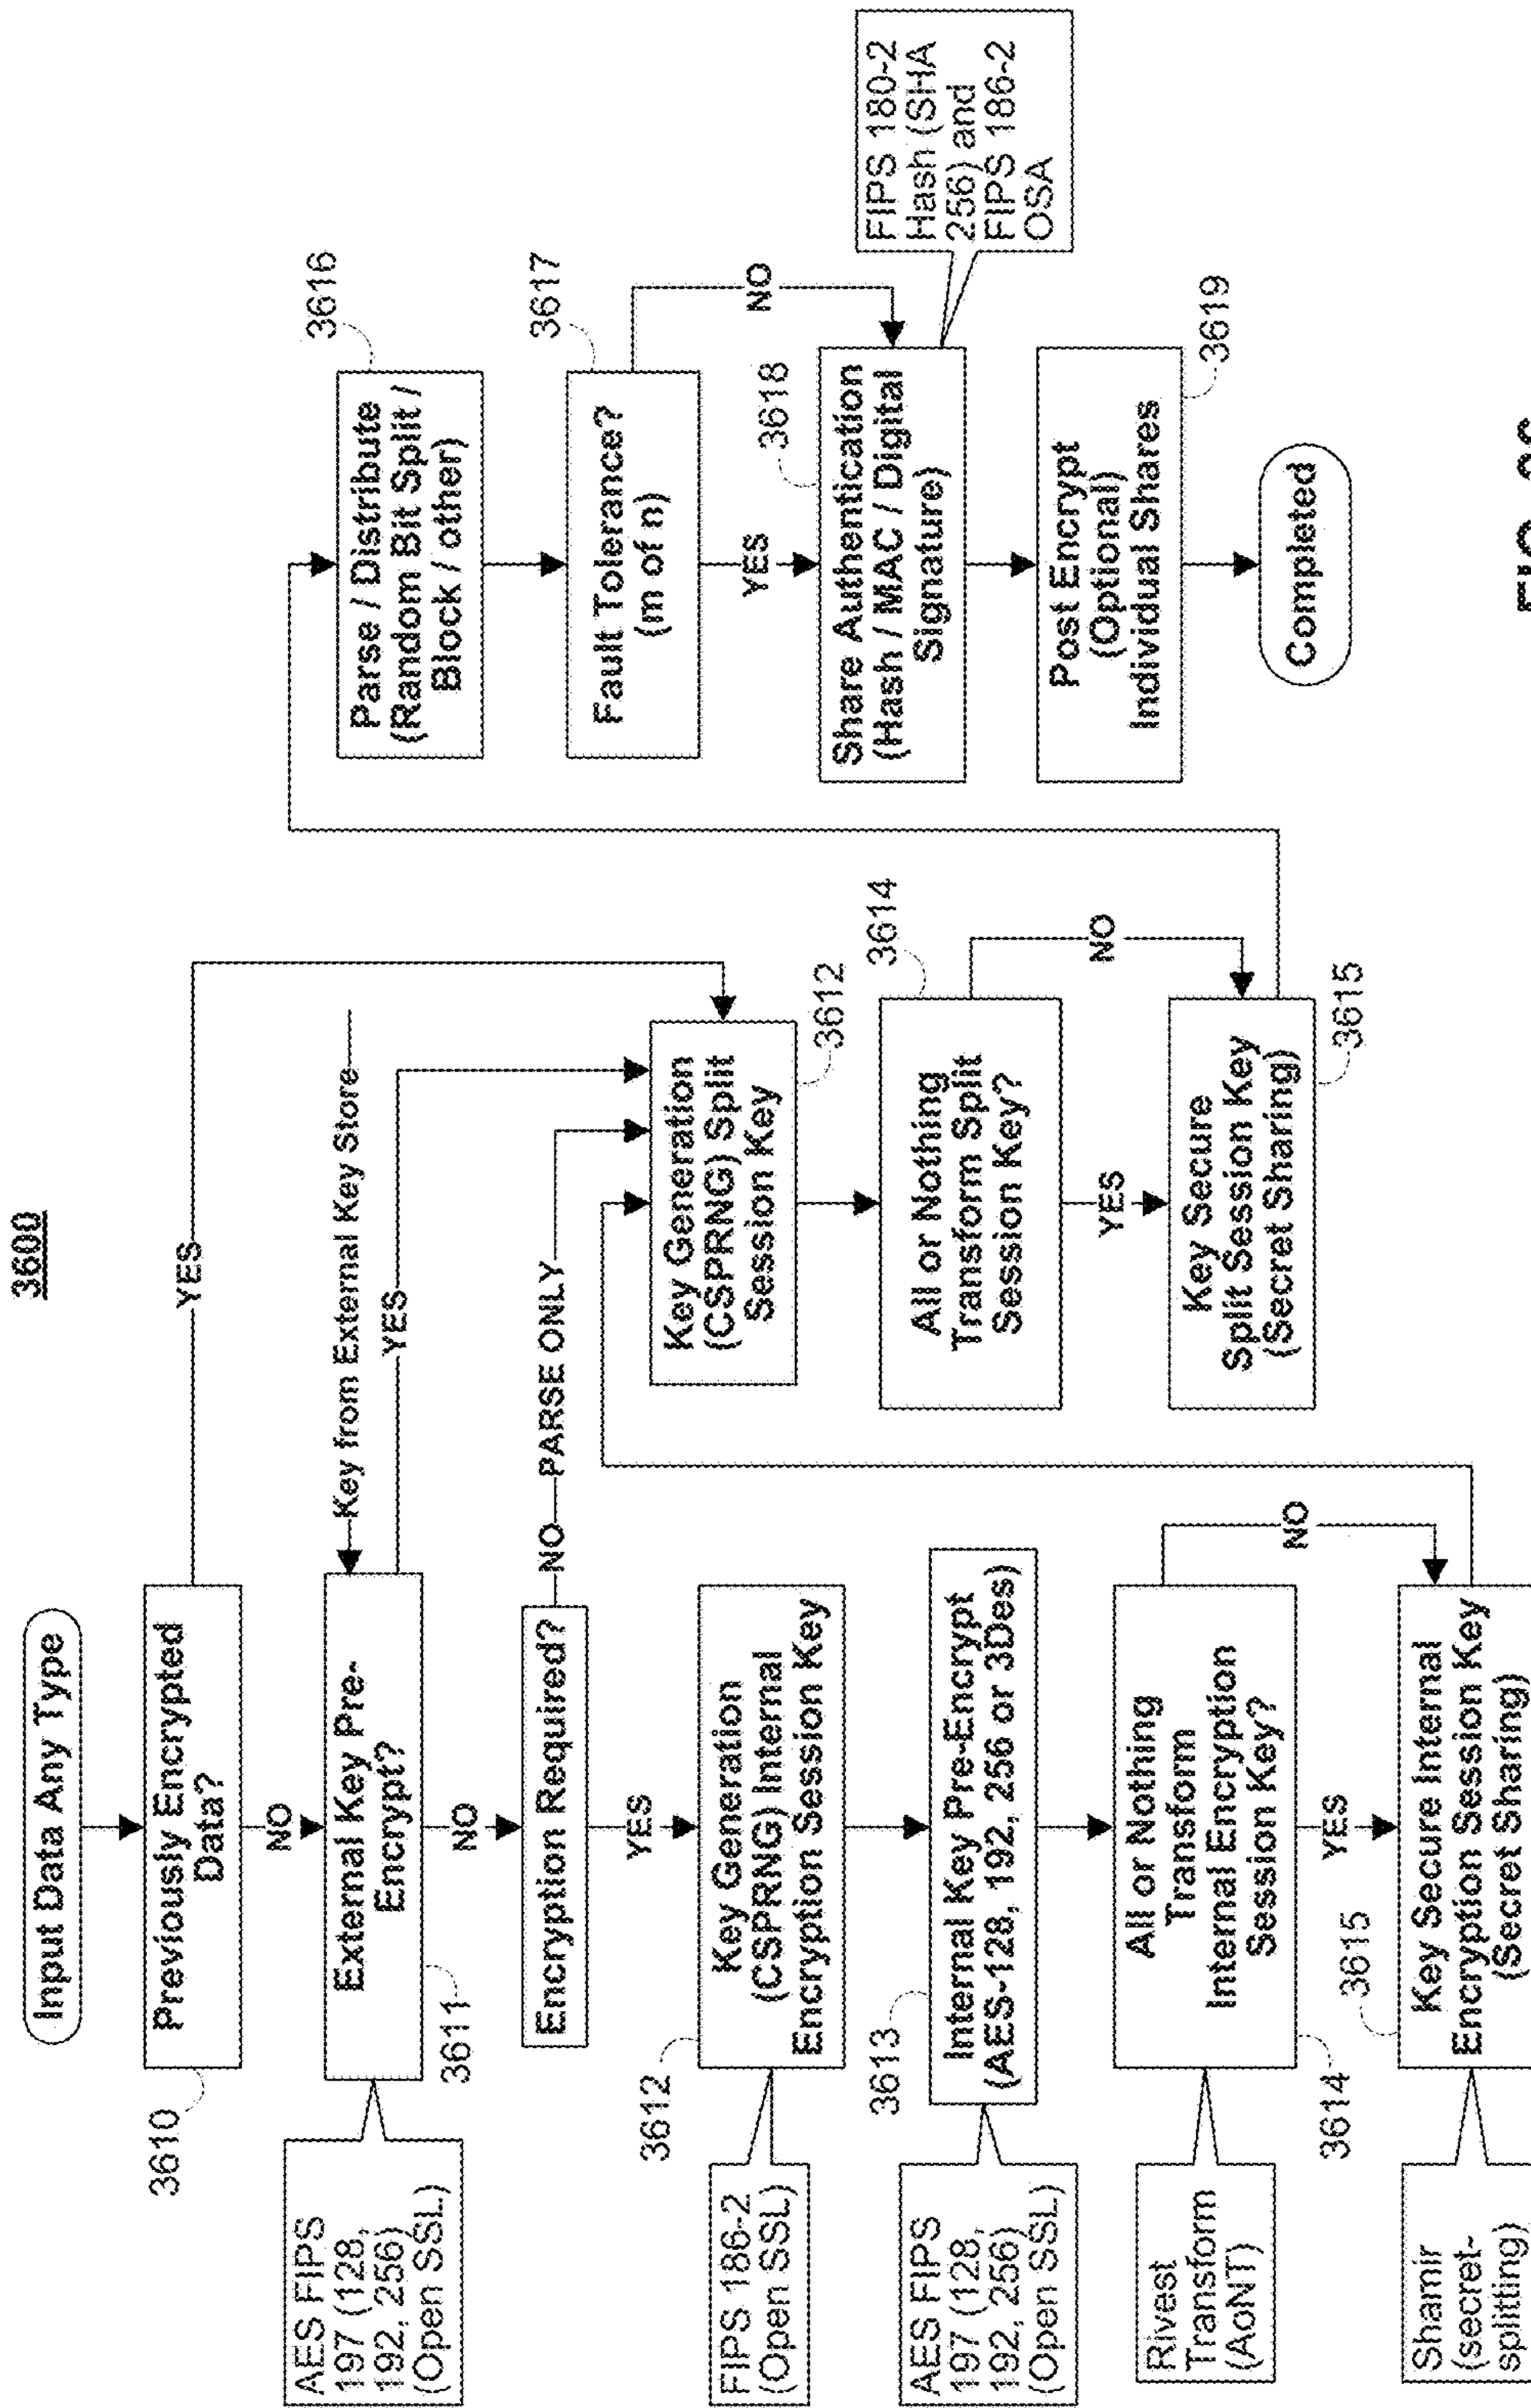 3600
Input Data Any Type
Previously Encrypted
Data?
3610
YES
NO
Key from External Key Store
External Key Pre-
Encrypt?
3611
AES FIPS
197 (128,
192, 256)
(Open SSL)
YES
NO
Encryption Required?
NO
PARSE ONLY
YES
Key Generation
(CSPRNG) Internal
Encryption Session Key
3612
FIPS 186-2
(Open SSL)
Internal Key Pre-Encrypt
(AES-128, 192, 256 or 3Des)
3613
AES FIPS
197 (128,
192, 256)
(Open SSL)
All or Nothing
Transform
Internal Encryption
Session Key?
3614
Rivest
Transform
(AoNT)
NO
YES
Key Secure Internal
Encryption Session Key
(Secret Sharing)
3615
Shamir
(secret-
splitting)
Key Generation
(CSPRNG) Split
Session Key
3612
All or Nothing
Transform Split
Session Key?
3614
NO
YES
Key Secure
Split Session Key
(Secret Sharing)
3615
Parse / Distribute
(Random Bit Split /
Block / other)
3616
Fault Tolerance?
(m of n)
3617
NO
YES
Share Authentication
(Hash / MAC / Digital
Signature)
3618
FIPS 180-2
Hash (SHA
256) and
FIPS 186-2
OSA
Post Encrypt
(Optional)
Individual Shares
3619
Completed